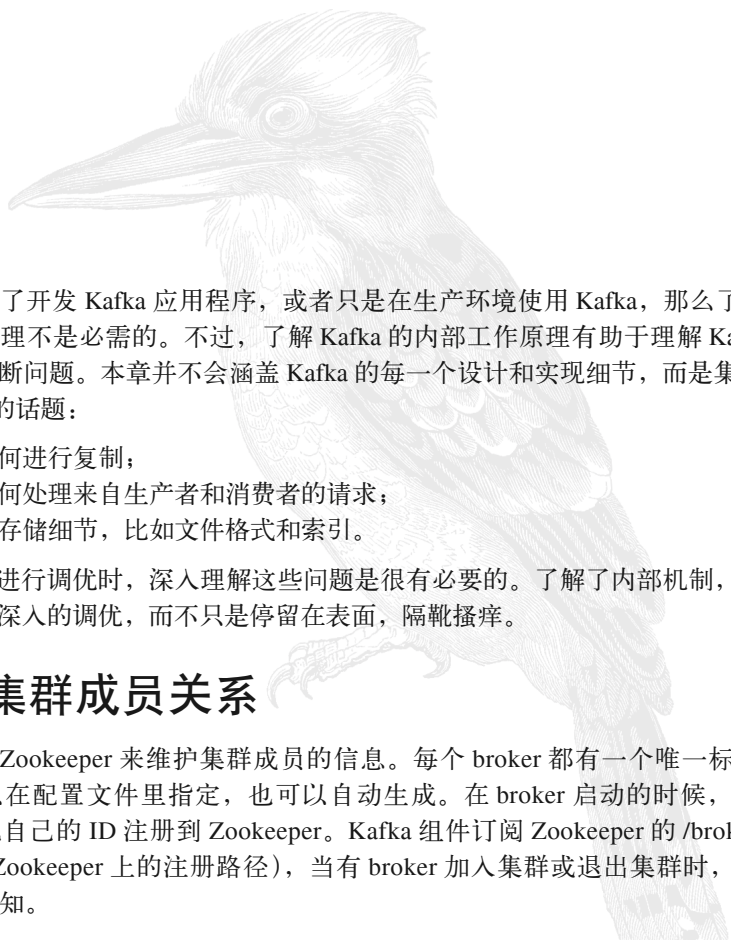 了开发 Kafka 应用程序，或者只是在生产环境使用 Kafka，那么了
理不是必需的。不过，了解 Kafka 的内部工作原理有助于理解 Ka
断问题。本章并不会涵盖 Kafka 的每一个设计和实现细节，而是集
的话题：
何进行复制；
何处理来自生产者和消费者的请求；
存储细节，比如文件格式和索引。
进行调优时，深入理解这些问题是很有必要的。了解了内部机制，
深入的调优，而不只是停留在表面，隔靴搔痒。
集群成员关系
Zookeeper 来维护集群成员的信息。每个 broker 都有一个唯一标
在配置文件里指定，也可以自动生成。在 broker 启动的时候，
自己的 ID 注册到 Zookeeper。Kafka 组件订阅 Zookeeper 的 /brok
Zookeeper 上的注册路径），当有 broker 加入集群或退出集群时，
知。